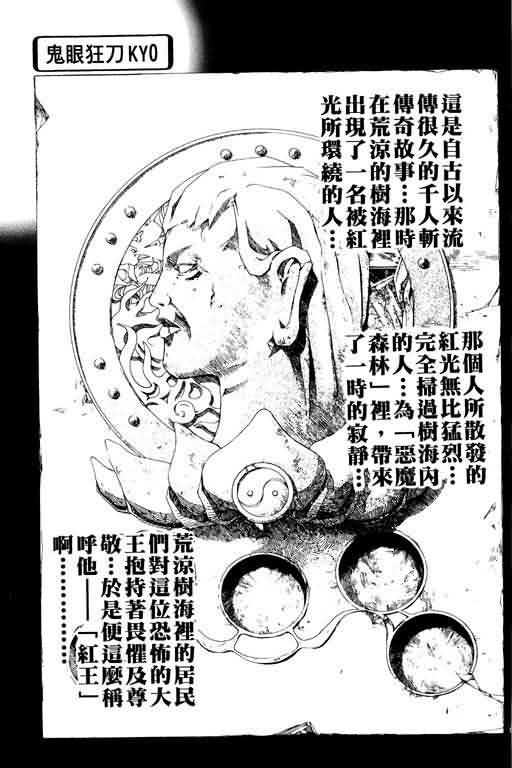 鬼眼狂刀KYO
這是自古以來流
傳很久的千人斬
傳奇故事…那時
在荒涼的樹海裡
出現了一名被紅
光所環繞的人…
那個人所散發的
紅光無比猛烈…
完全掃過樹海內
的人…為「惡魔
森林」裡，帶來
了一時的寂靜…
荒涼樹海裡的居民
們對這位恐怖的大
王抱持著畏懼及尊
敬…於是便這麼稱
呼他——「紅王」
啊………………